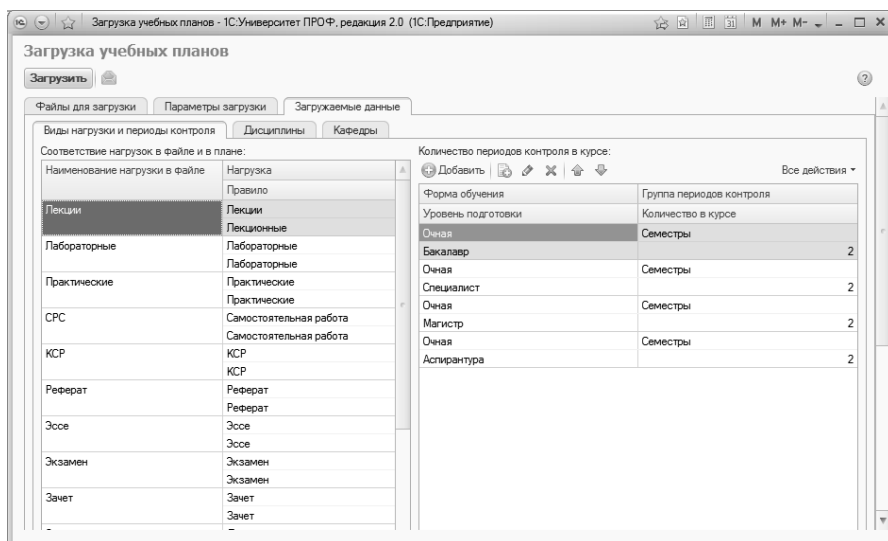 Загрузка учебных планов - 1С:Университет ПРОФ, редакция 2.0 (1С:Предприятие)
M M+ M-
Загрузка учебных планов
Загрузить
Файлы для загрузки Параметры загрузки Загружаемые данные
Виды нагрузки и периоды контроля Дисциплины Кафедры
Соответствие нагрузок в файле и в плане:
Наименование нагрузки в файле Нагрузка
Правило
Лекции Лекции
Лекционные
Лабораторные Лабораторные
Лабораторные
Практические Практические
Практические
СРС Самостоятельная работа
Самостоятельная работа
КСР КСР
КСР
Реферат Реферат
Реферат
Эссе Эссе
Эссе
Экзамен Экзамен
Экзамен
Зачет Зачет
Зачет
Количество периодов контроля в курсе:
Добавить Все действия
Форма обучения Группа периодов контроля
Уровень подготовки Количество в курсе
Очная Семестры
Бакалавр 2
Очная Семестры
Специалист 2
Очная Семестры
Магистр 2
Очная Семестры
Аспирантура 2